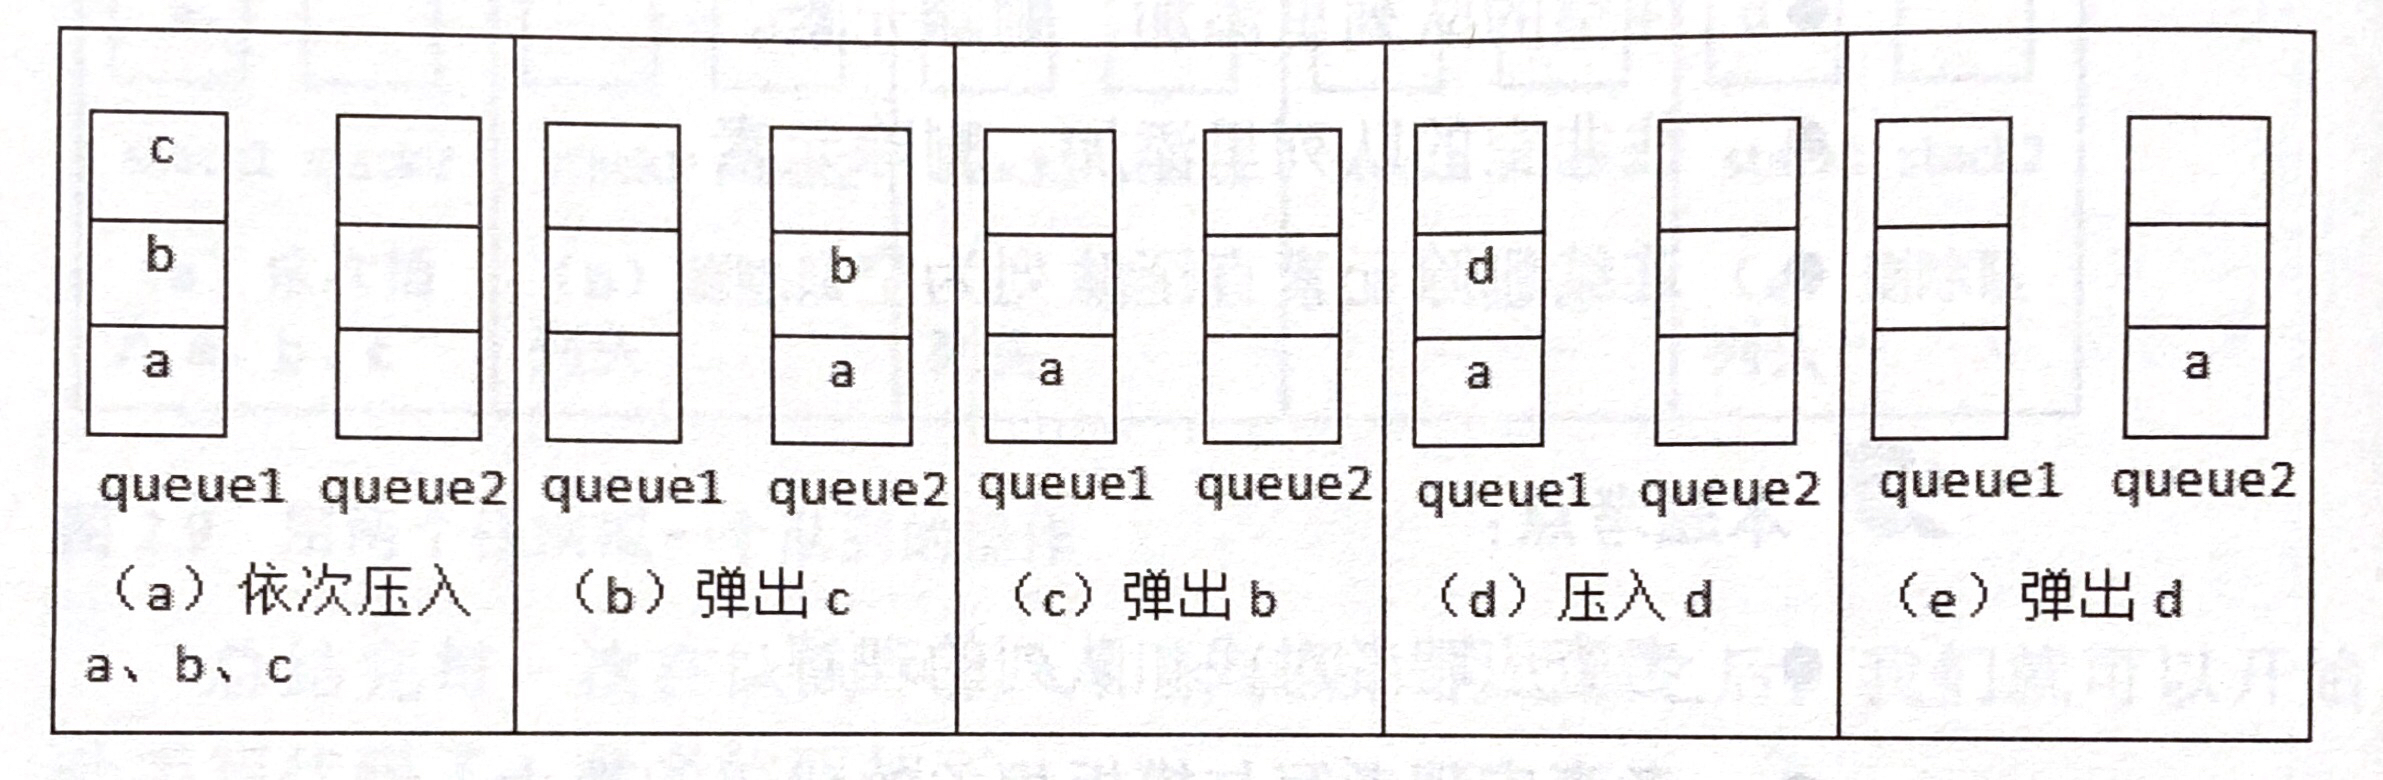 c
b
a
queue1 queue2
（a）依次压入
a、b、c
b
a
queue1 queue2
（b）弹出 c
a
queue1 queue2
（c）弹出 b
d
a
queue1 queue2
（d）压入 d
a
queue1 queue2
（e）弹出 d